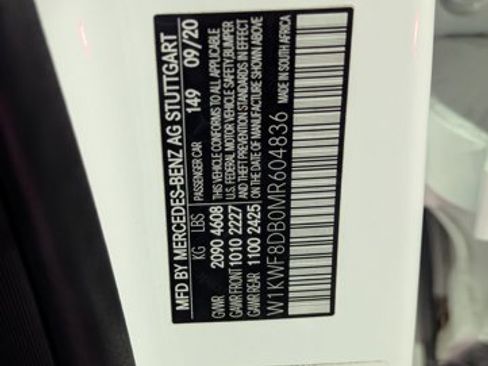 MFD BY MERCEDES-BENZ AG STUTTGART
PASSENGER CAR 149 09/20
KG LBS
GVWR 2090 4608
GAWR FRONT 1010 2227
GAWR REAR 1100 2425
THIS VEHICLE CONFORMS TO ALL APPLICABLE
U.S. FEDERAL MOTOR VEHICLE SAFETY, BUMPER
AND THEFT PREVENTION STANDARDS IN EFFECT
ON THE DATE OF MANUFACTURE SHOWN ABOVE
W1KWF8DB0MR604836 MADE IN SOUTH AFRICA